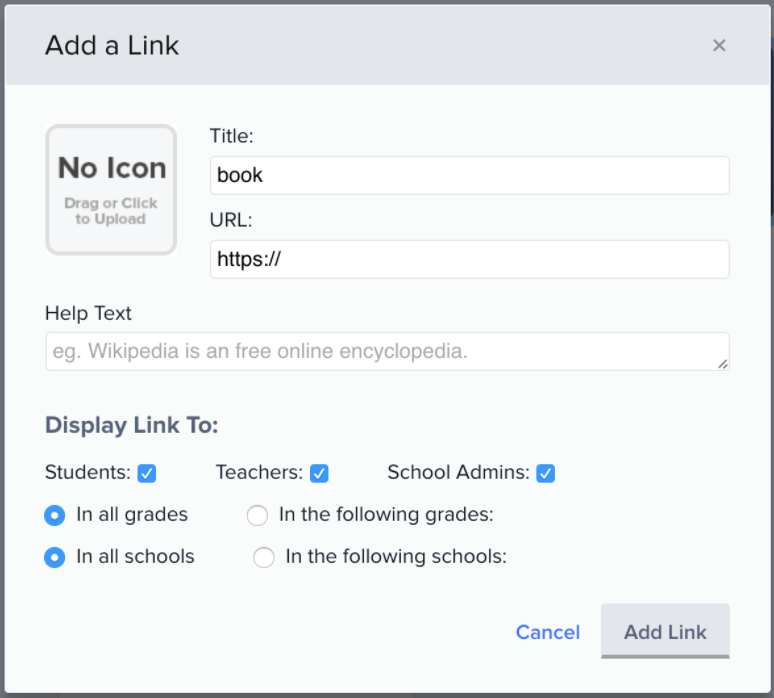 Add a Link
×
No Icon
Drag or Click
to Upload
Title:
book
URL:
https://
Help Text
eg. Wikipedia is an free online encyclopedia.
Display Link To:
Students: Teachers: School Admins:
In all grades In the following grades:
In all schools In the following schools:
Cancel Add Link